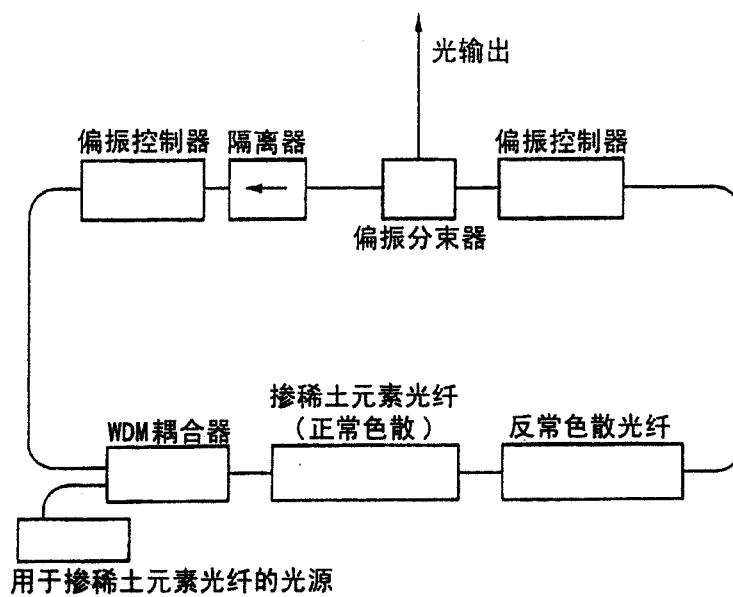 光输出
偏振控制器
隔离器
偏振控制器
偏振分束器
掺稀土元素光纤
(正常色散)
WDM耦合器
反常色散光纤
用于掺稀土元素光纤的光源